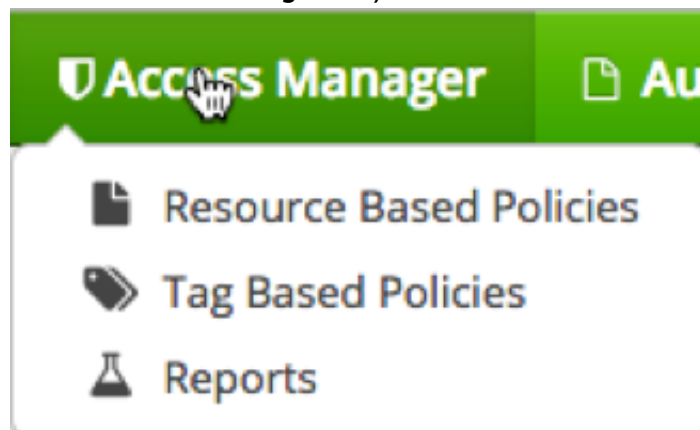 Access Manager Au
Resource Based Policies
Tag Based Policies
Reports